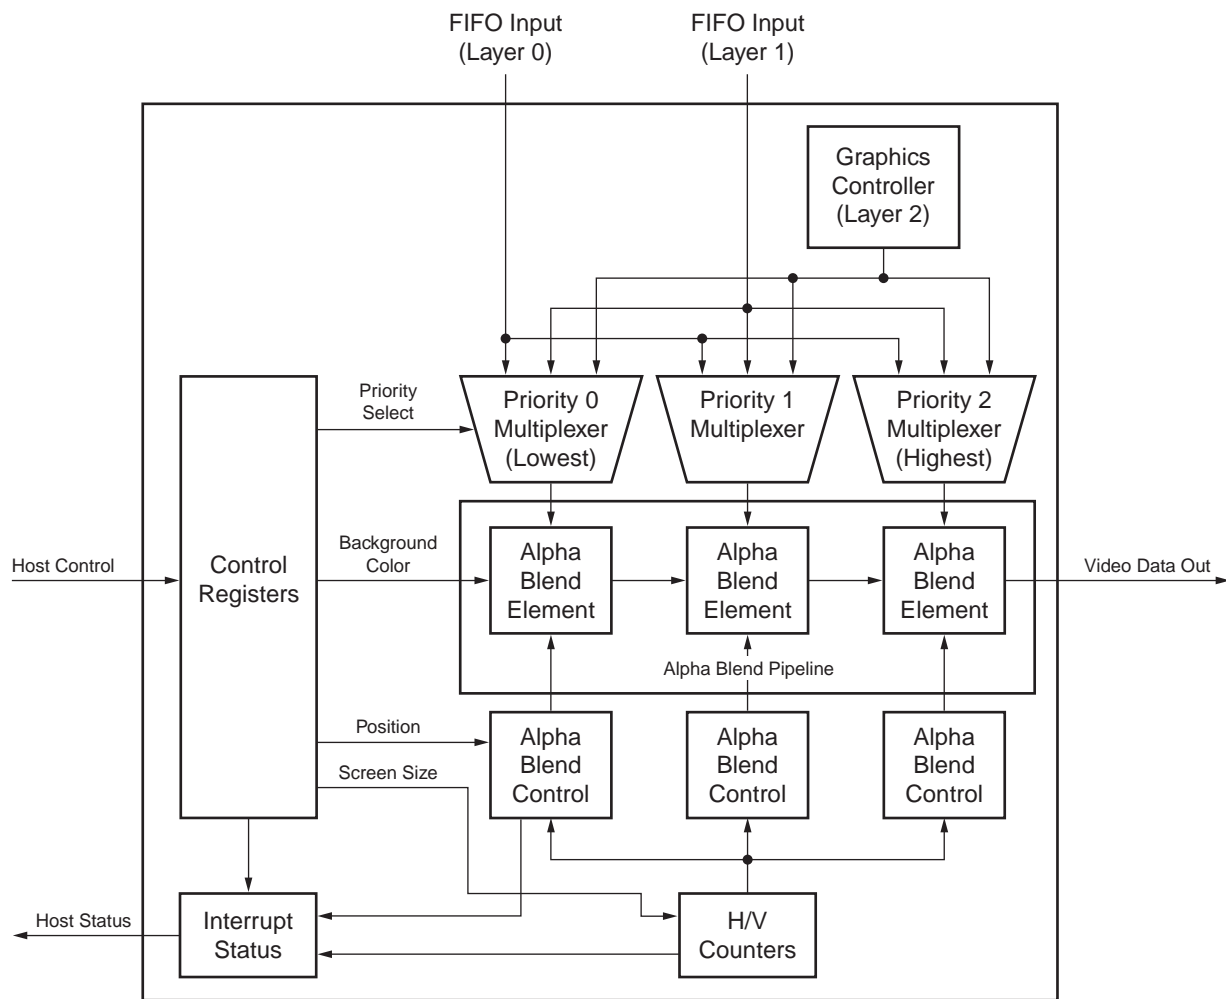 FIFO Input
(Layer 0)
FIFO Input
(Layer 1)
Graphics
Controller
(Layer 2)
Priority
Select
Priority 0
Multiplexer
(Lowest)
Priority 1
Multiplexer
Priority 2
Multiplexer
(Highest)
Host Control
Control
Registers
Background
Color
Alpha
Blend
Element
Alpha
Blend
Element
Alpha
Blend
Element
Video Data Out
Alpha Blend Pipeline
Position
Screen Size
Alpha
Blend
Control
Alpha
Blend
Control
Alpha
Blend
Control
Host Status
Interrupt
Status
H/V
Counters